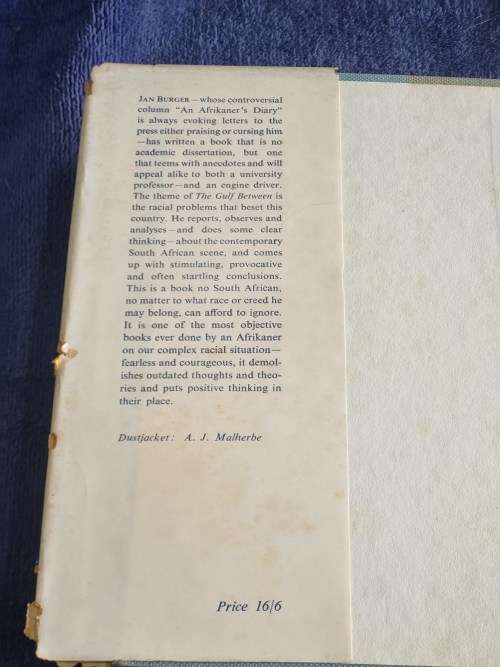 JAN BURGER—whose controversial
column "An Afrikaner's Diary"
is always evoking letters to the
press either praising or cursing him
—has written a book that is no
academic dissertation, but one
that teems with anecdotes and will
appeal alike to both a university
professor—and an engine driver.
The theme of The Gulf Between is
the racial problems that beset this
country. He reports, observes and
analyses—and does some clear
thinking—about the contemporary
South African scene, and comes
up with stimulating, provocative
and often startling conclusions.
This is a book no South African,
no matter to what race or creed he
may belong, can afford to ignore.
It is one of the most objective
books ever done by an Afrikaner
on our complex racial situation—
fearless and courageous, it demol-
ishes outdated thoughts and theo-
ries and puts positive thinking in
their place.
Dustjacket: A. J. Malherbe
Price 16/6